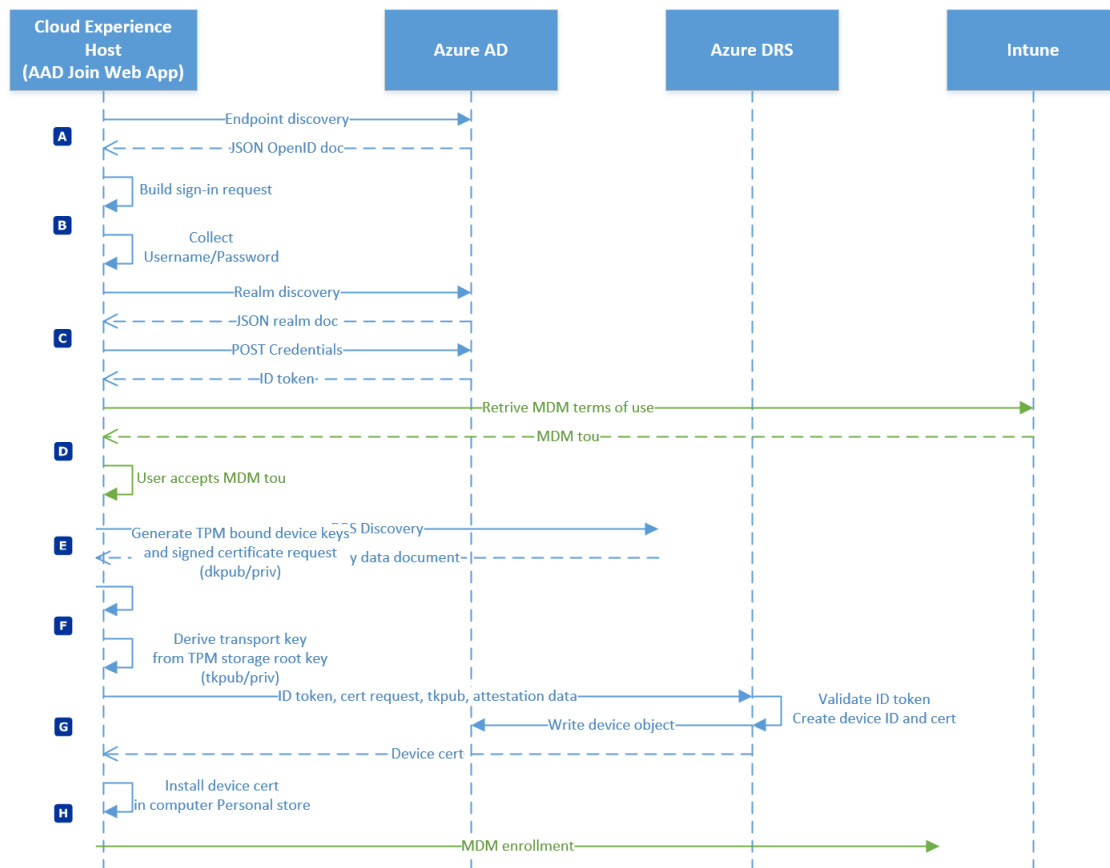 Cloud Experience
Host
(AAD Join Web App)
Azure AD
Azure DRS
Intune
Endpoint discovery
A
JSON OpenID doc
Build sign-in request
B
Collect
Username/Password
Realm discovery
JSON realm doc
C
POST Credentials
ID token
Retrive MDM terms of use
MDM tou
D
User accepts MDM tou
Discovery
Generate TPM bound device keys
E
and signed certificate request
data document
(dkpub/priv)
F
Derive transport key
from TPM storage root key
(tkpub/priv)
ID token, cert request, tkpub, attestation data
Validate ID token
Create device ID and cert
G
Write device object
Device cert
Install device cert
in computer Personal store
H
MDM enrollment